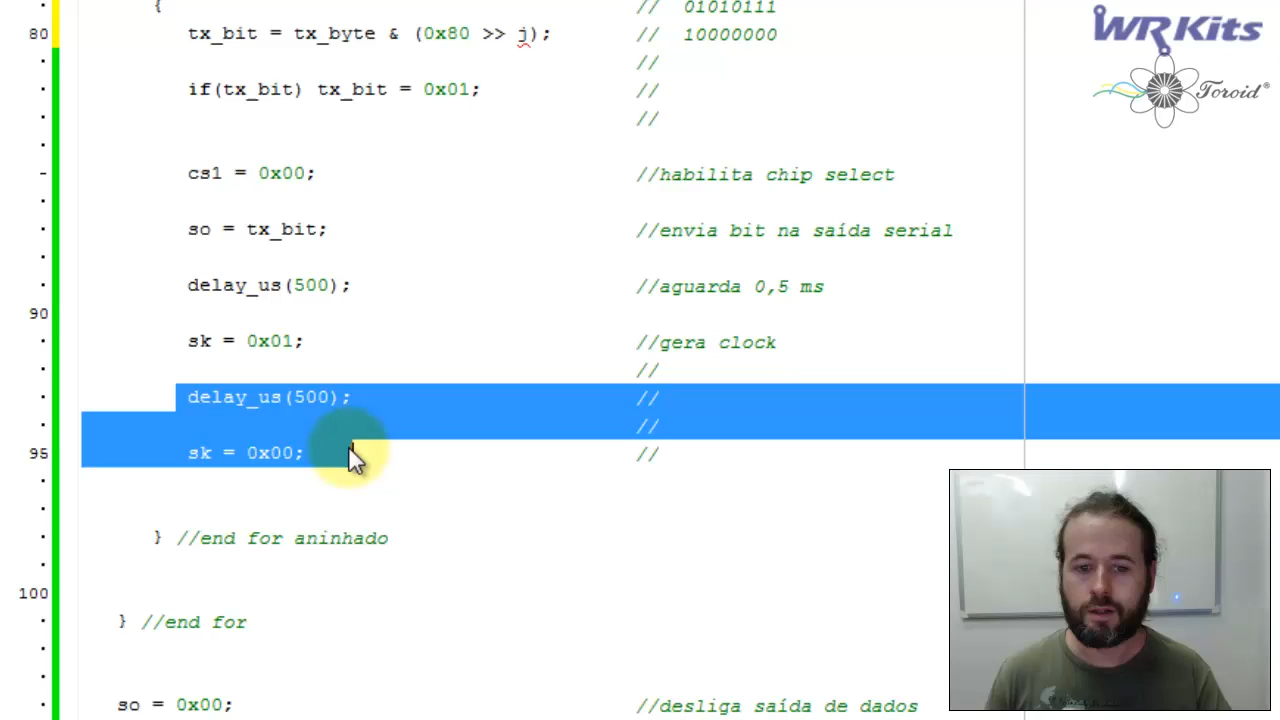 { // 01010111
80 tx_bit = tx_byte & (0x80 >> j); // 10000000
//
if(tx_bit) tx_bit = 0x01; //
//
cs1 = 0x00; //habilita chip select
so = tx_bit; //envia bit na saída serial
delay_us(500); //aguarda 0,5 ms
90
sk = 0x01; //gera clock
//
delay_us(500); //
//
95 sk = 0x00; //
} //end for aninhado
100
} //end for
so = 0x00; //desliga saída de dados
WR Kits
Toroid®